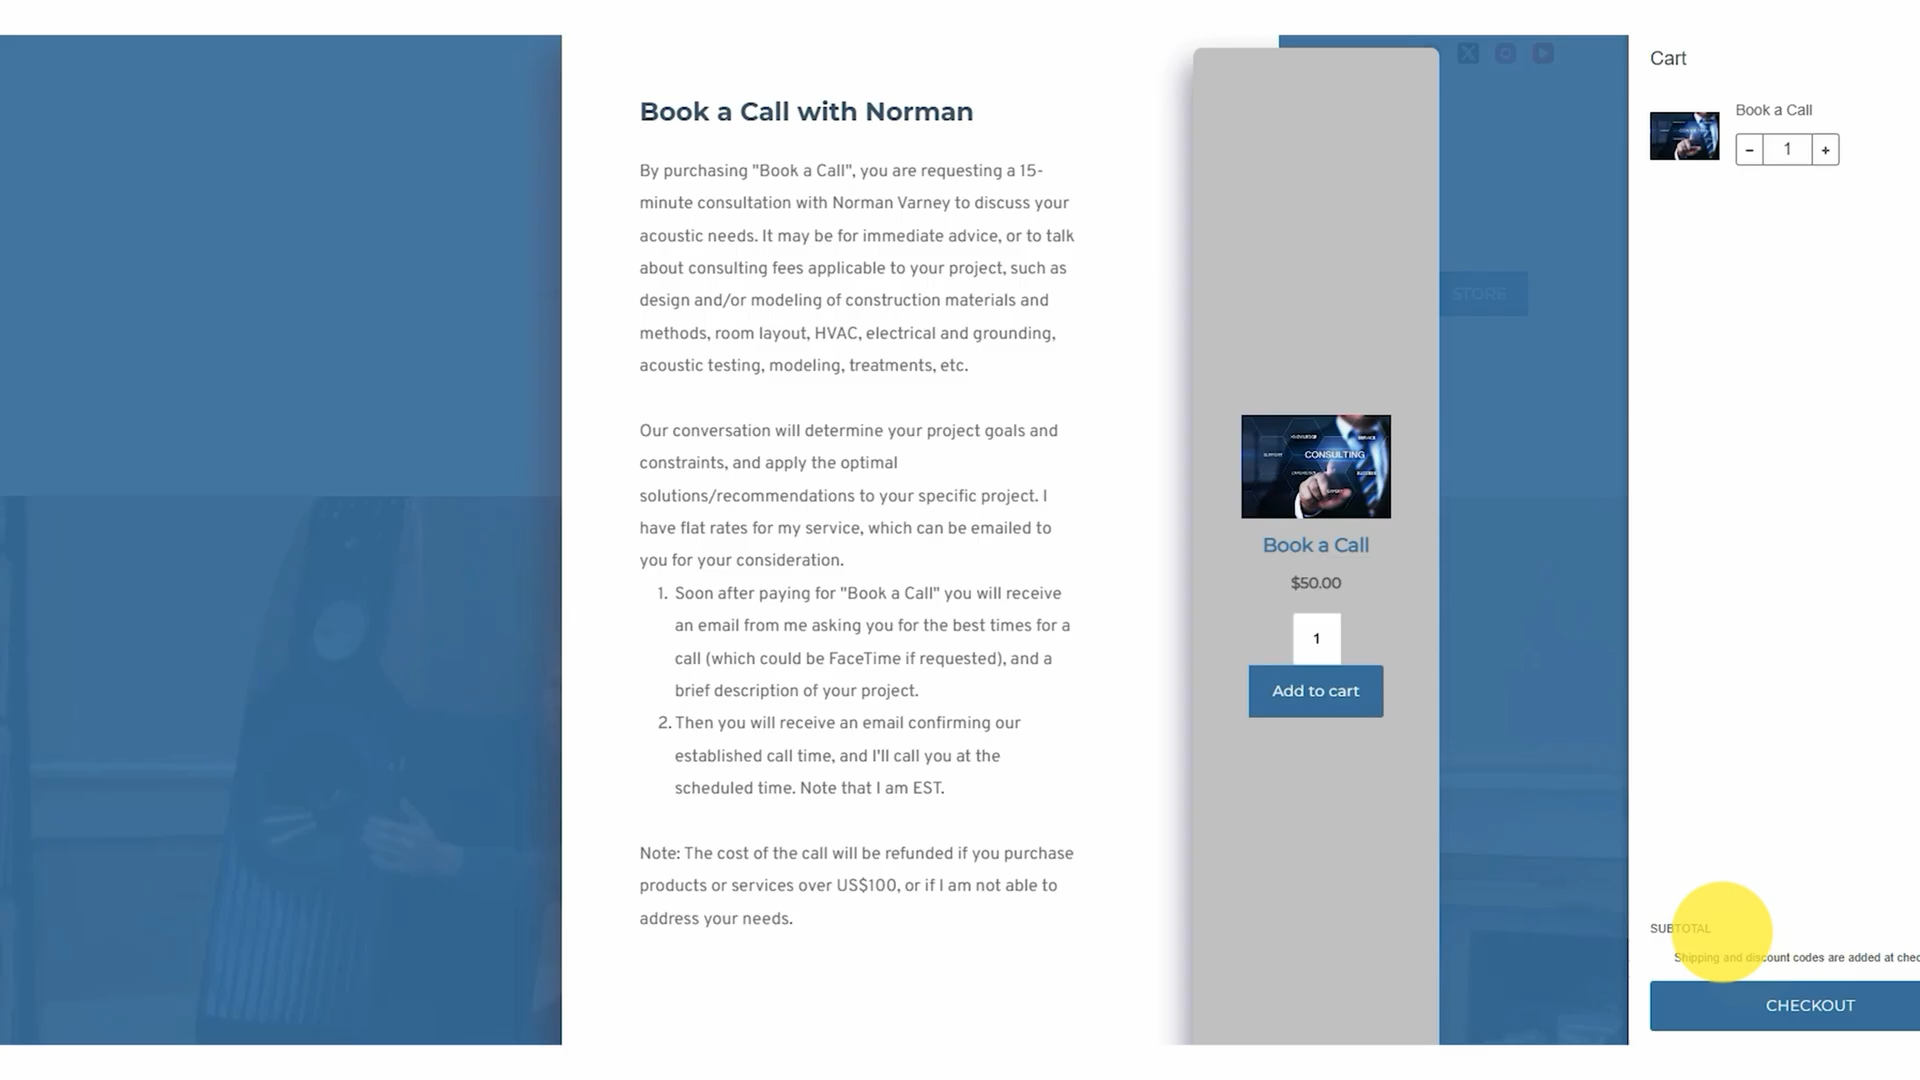 Book a Call with Norman
By purchasing "Book a Call", you are requesting a 15-
minute consultation with Norman Varney to discuss your
acoustic needs. It may be for immediate advice, or to talk
about consulting fees applicable to your project, such as
design and/or modeling of construction materials and
methods, room layout, HVAC, electrical and grounding,
acoustic testing, modeling, treatments, etc.
Our conversation will determine your project goals and
constraints, and apply the optimal
solutions/recommendations to your specific project. I
have flat rates for my service, which can be emailed to
you for your consideration.
1. Soon after paying for "Book a Call" you will receive
an email from me asking you for the best times for a
call (which could be FaceTime if requested), and a
brief description of your project.
2. Then you will receive an email confirming our
established call time, and I'll call you at the
scheduled time. Note that I am EST.
Note: The cost of the call will be refunded if you purchase
products or services over US$100, or if I am not able to
address your needs.
CONSULTING
Book a Call
$50.00
1
Add to cart
STORE
Cart
Book a Call
- 1 +
SUBTOTAL
Shipping and discount codes are added at chec
CHECKOUT